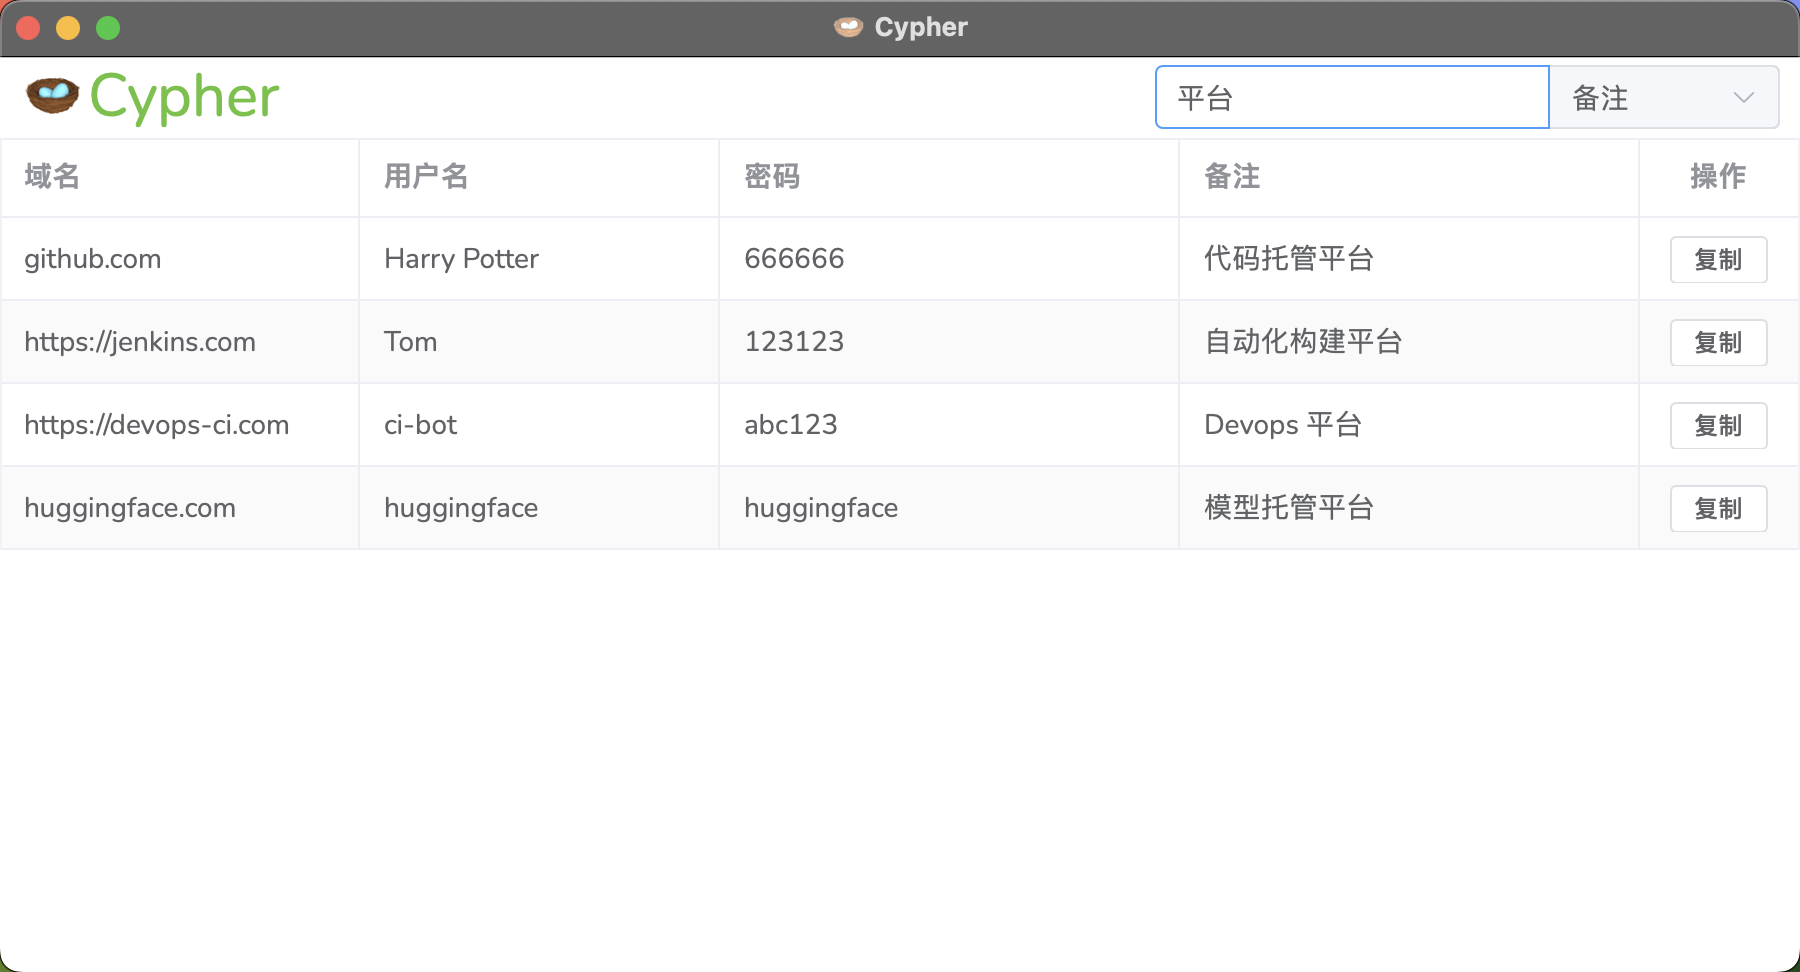 Cypher
Cypher
平台 备注
域名 用户名 密码 备注 操作
github.com Harry Potter 666666 代码托管平台 复制
https://jenkins.com Tom 123123 自动化构建平台 复制
https://devops-ci.com ci-bot abc123 Devops 平台 复制
huggingface.com huggingface huggingface 模型托管平台 复制